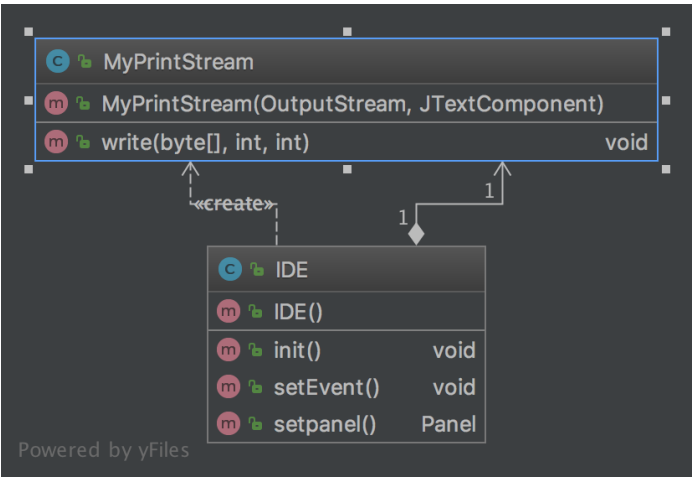 C MyPrintStream
m MyPrintStream(OutputStream, JTextComponent)
m write(byte[], int, int) void
«create»
1
1
C IDE
m IDE()
m init() void
m setEvent() void
m setpanel() Panel
Powered by yFiles